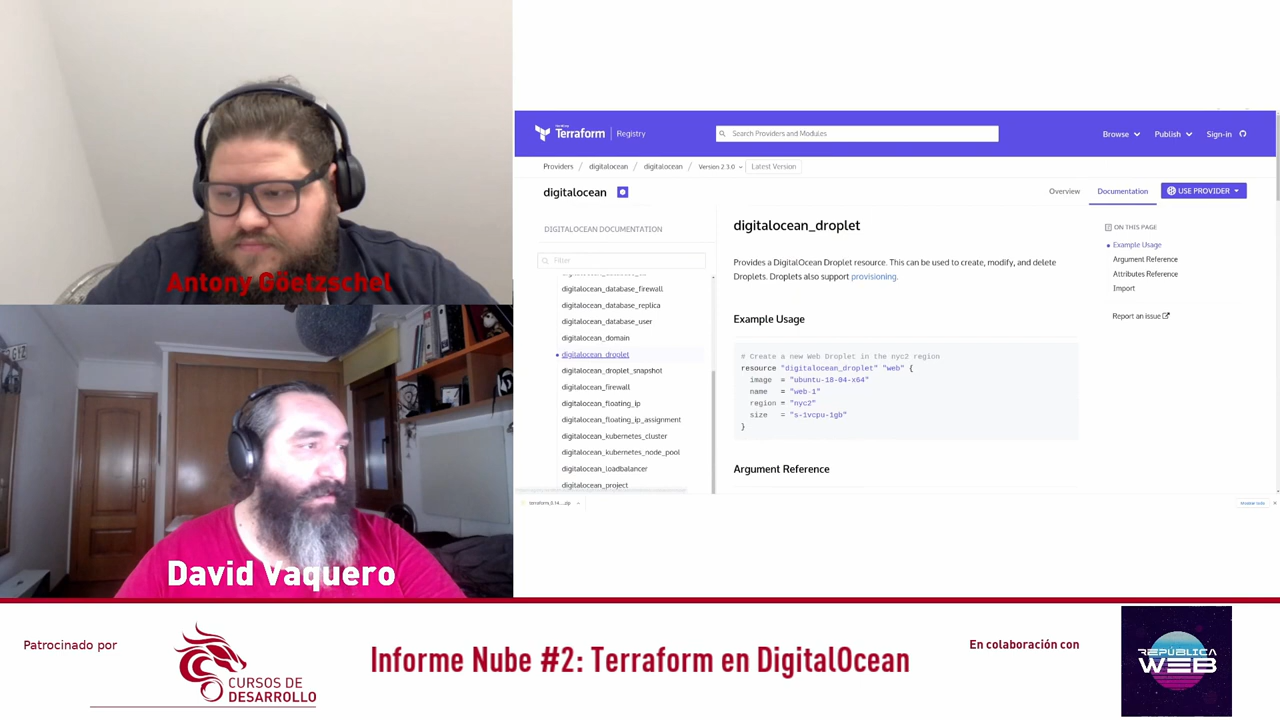 Antony Göetzschel
David Vaquero
HashiCorp
Terraform | Registry
Search Providers and Modules
Browse
Publish
Sign-in
Providers / digitalocean / digitalocean / Version 2.3.0 Latest Version
digitalocean
Overview
Documentation
USE PROVIDER
DIGITALOCEAN DOCUMENTATION
Filter
digitalocean_database_firewall
digitalocean_database_replica
digitalocean_database_user
digitalocean_domain
digitalocean_droplet
digitalocean_droplet_snapshot
digitalocean_firewall
digitalocean_floating_ip
digitalocean_floating_ip_assignment
digitalocean_kubernetes_cluster
digitalocean_kubernetes_node_pool
digitalocean_loadbalancer
digitalocean_project
digitalocean_droplet
Provides a DigitalOcean Droplet resource. This can be used to create, modify, and delete
Droplets. Droplets also support provisioning.
Example Usage
# Create a new Web Droplet in the nyc2 region
resource "digitalocean_droplet" "web" {
image = "ubuntu-18-04-x64"
name = "web-1"
region = "nyc2"
size = "s-1vcpu-1gb"
}
Argument Reference
ON THIS PAGE
Example Usage
Argument Reference
Attributes Reference
Import
Report an issue
terraform_0.14....zip
Patrocinado por
CURSOS DE
DESARROLLO
Informe Nube #2: Terraform en DigitalOcean
En colaboración con
REPÚBLICA
WEB